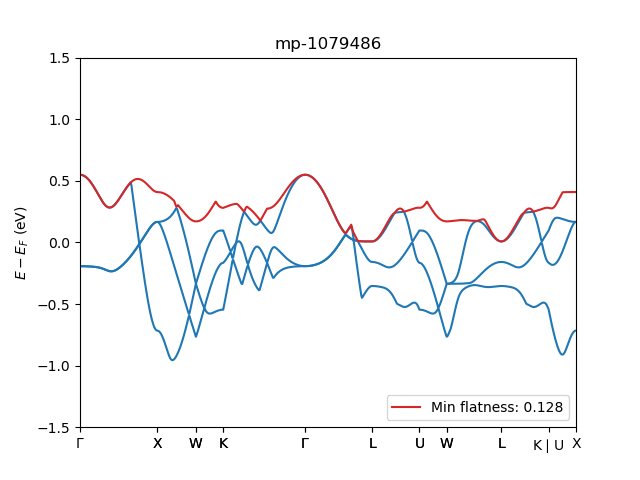 mp-1079486
E − E_F (eV)
1.5
1.0
0.5
0.0
−0.5
−1.0
−1.5
Min flatness: 0.128
Γ X W K Γ L U W L K | U X